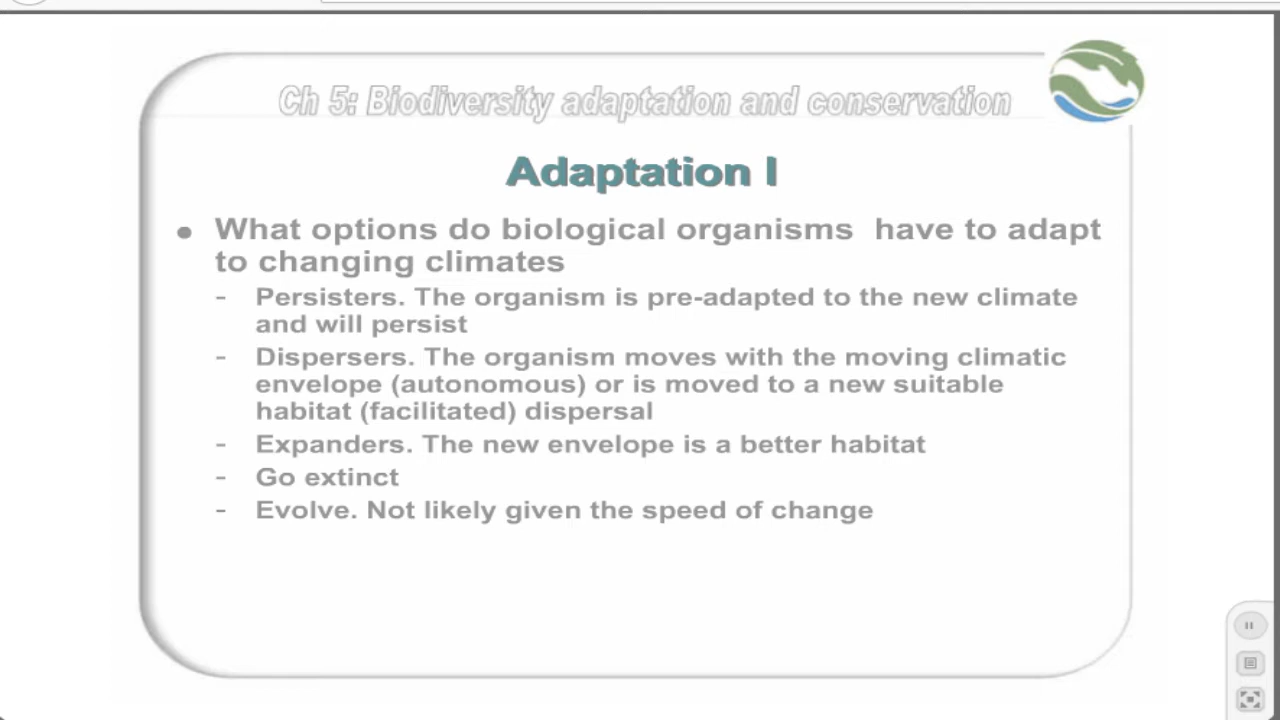 Ch 5: Biodiversity adaptation and conservation
Adaptation I
• What options do biological organisms have to adapt
to changing climates
- Persisters. The organism is pre-adapted to the new climate
and will persist
- Dispersers. The organism moves with the moving climatic
envelope (autonomous) or is moved to a new suitable
habitat (facilitated) dispersal
- Expanders. The new envelope is a better habitat
- Go extinct
- Evolve. Not likely given the speed of change